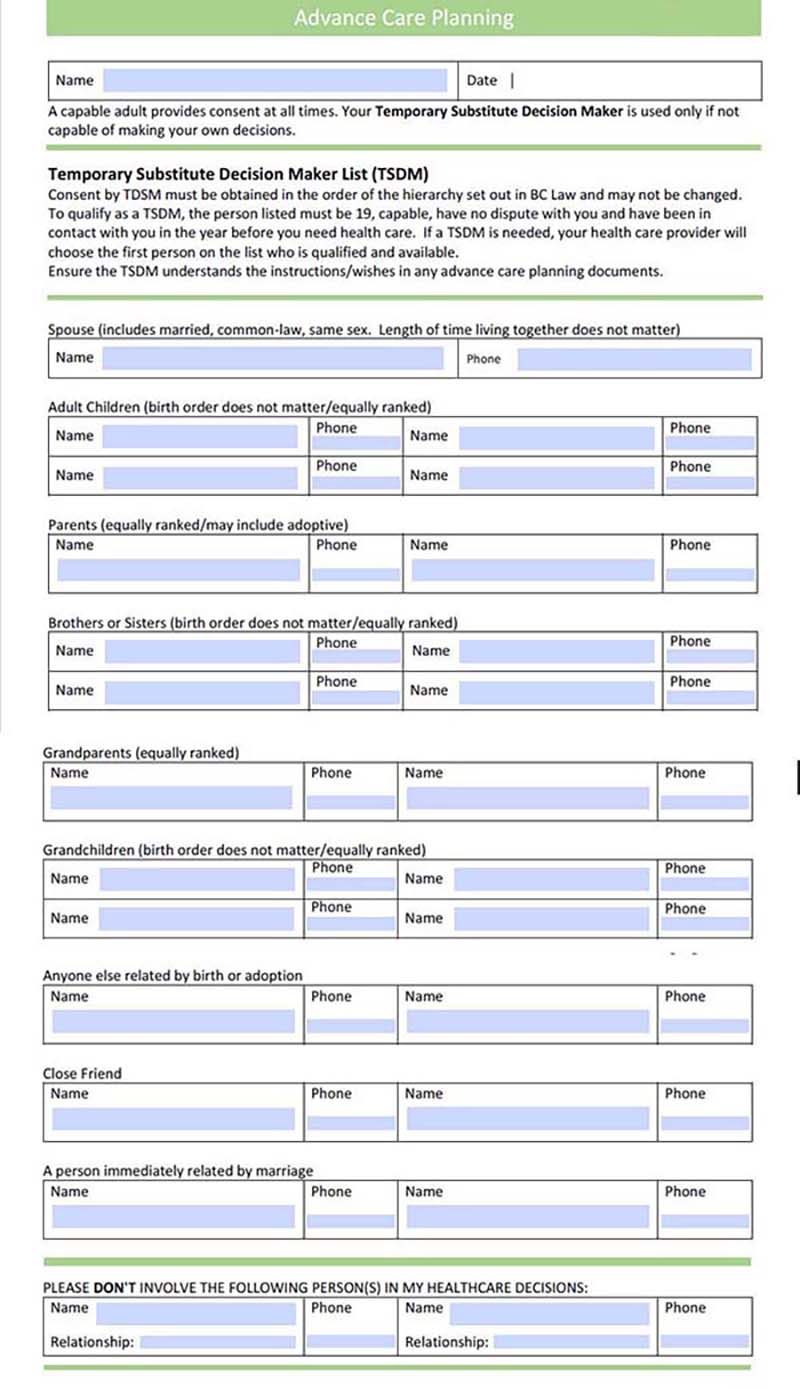 Advance Care Planning
Name Date |
A capable adult provides consent at all times. Your Temporary Substitute Decision Maker is used only if not
capable of making your own decisions.
Temporary Substitute Decision Maker List (TSDM)
Consent by TDSM must be obtained in the order of the hierarchy set out in BC Law and may not be changed.
To qualify as a TSDM, the person listed must be 19, capable, have no dispute with you and have been in
contact with you in the year before you need health care. If a TSDM is needed, your health care provider will
choose the first person on the list who is qualified and available.
Ensure the TSDM understands the instructions/wishes in any advance care planning documents.
Spouse (includes married, common-law, same sex. Length of time living together does not matter)
Name Phone
Adult Children (birth order does not matter/equally ranked)
Name Phone Name Phone
Name Phone Name Phone
Parents (equally ranked/may include adoptive)
Name Phone Name Phone
Brothers or Sisters (birth order does not matter/equally ranked)
Name Phone Name Phone
Name Phone Name Phone
Grandparents (equally ranked)
Name Phone Name Phone
Grandchildren (birth order does not matter/equally ranked)
Name Phone Name Phone
Name Phone Name Phone
Anyone else related by birth or adoption
Name Phone Name Phone
Close Friend
Name Phone Name Phone
A person immediately related by marriage
Name Phone Name Phone
PLEASE DON'T INVOLVE THE FOLLOWING PERSON(S) IN MY HEALTHCARE DECISIONS:
Name Phone Name Phone
Relationship: Relationship: